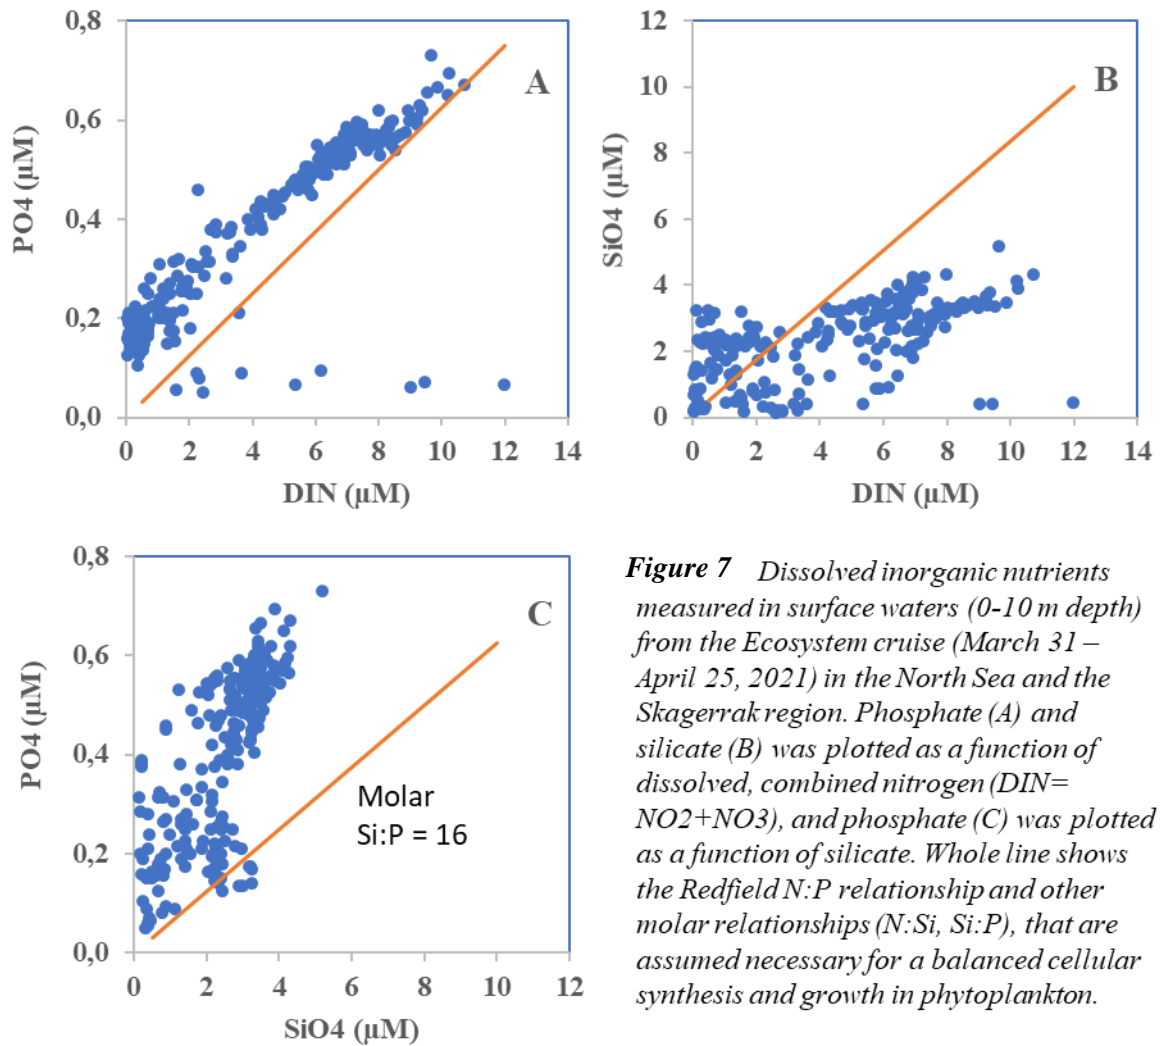 0,8
0,6
0,4
0,2
0,0
PO4 (µM)
A
0 2 4 6 8 10 12 14
DIN (µM)
12
10
8
6
4
2
0
SiO4 (µM)
B
0 2 4 6 8 10 12 14
DIN (µM)
0,8
0,6
0,4
0,2
0,0
PO4 (µM)
C
Molar
Si:P = 16
0 2 4 6 8 10 12
SiO4 (µM)
Figure 7 Dissolved inorganic nutrients
measured in surface waters (0-10 m depth)
from the Ecosystem cruise (March 31 –
April 25, 2021) in the North Sea and the
Skagerrak region. Phosphate (A) and
silicate (B) was plotted as a function of
dissolved, combined nitrogen (DIN=
NO2+NO3), and phosphate (C) was plotted
as a function of silicate. Whole line shows
the Redfield N:P relationship and other
molar relationships (N:Si, Si:P), that are
assumed necessary for a balanced cellular
synthesis and growth in phytoplankton.